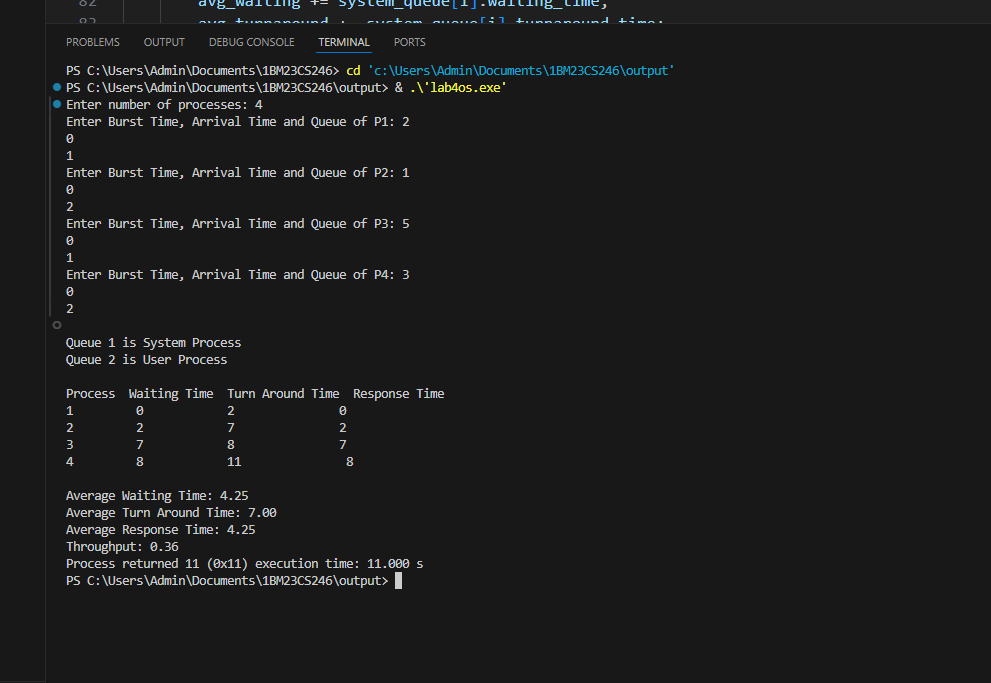 82
avg_waiting += system_queue[i].waiting_time;
83
avg_turnaround += system_queue[i].turnaround_time;
PROBLEMS OUTPUT DEBUG CONSOLE TERMINAL PORTS
PS C:\Users\Admin\Documents\1BM23CS246> cd 'c:\Users\Admin\Documents\1BM23CS246\output'
PS C:\Users\Admin\Documents\1BM23CS246\output> & .\'lab4os.exe'
Enter number of processes: 4
Enter Burst Time, Arrival Time and Queue of P1: 2
0
1
Enter Burst Time, Arrival Time and Queue of P2: 1
0
2
Enter Burst Time, Arrival Time and Queue of P3: 5
0
1
Enter Burst Time, Arrival Time and Queue of P4: 3
0
2
Queue 1 is System Process
Queue 2 is User Process
Process Waiting Time Turn Around Time Response Time
1 0 2 0
2 2 7 2
3 7 8 7
4 8 11 8
Average Waiting Time: 4.25
Average Turn Around Time: 7.00
Average Response Time: 4.25
Throughput: 0.36
Process returned 11 (0x11) execution time: 11.000 s
PS C:\Users\Admin\Documents\1BM23CS246\output>